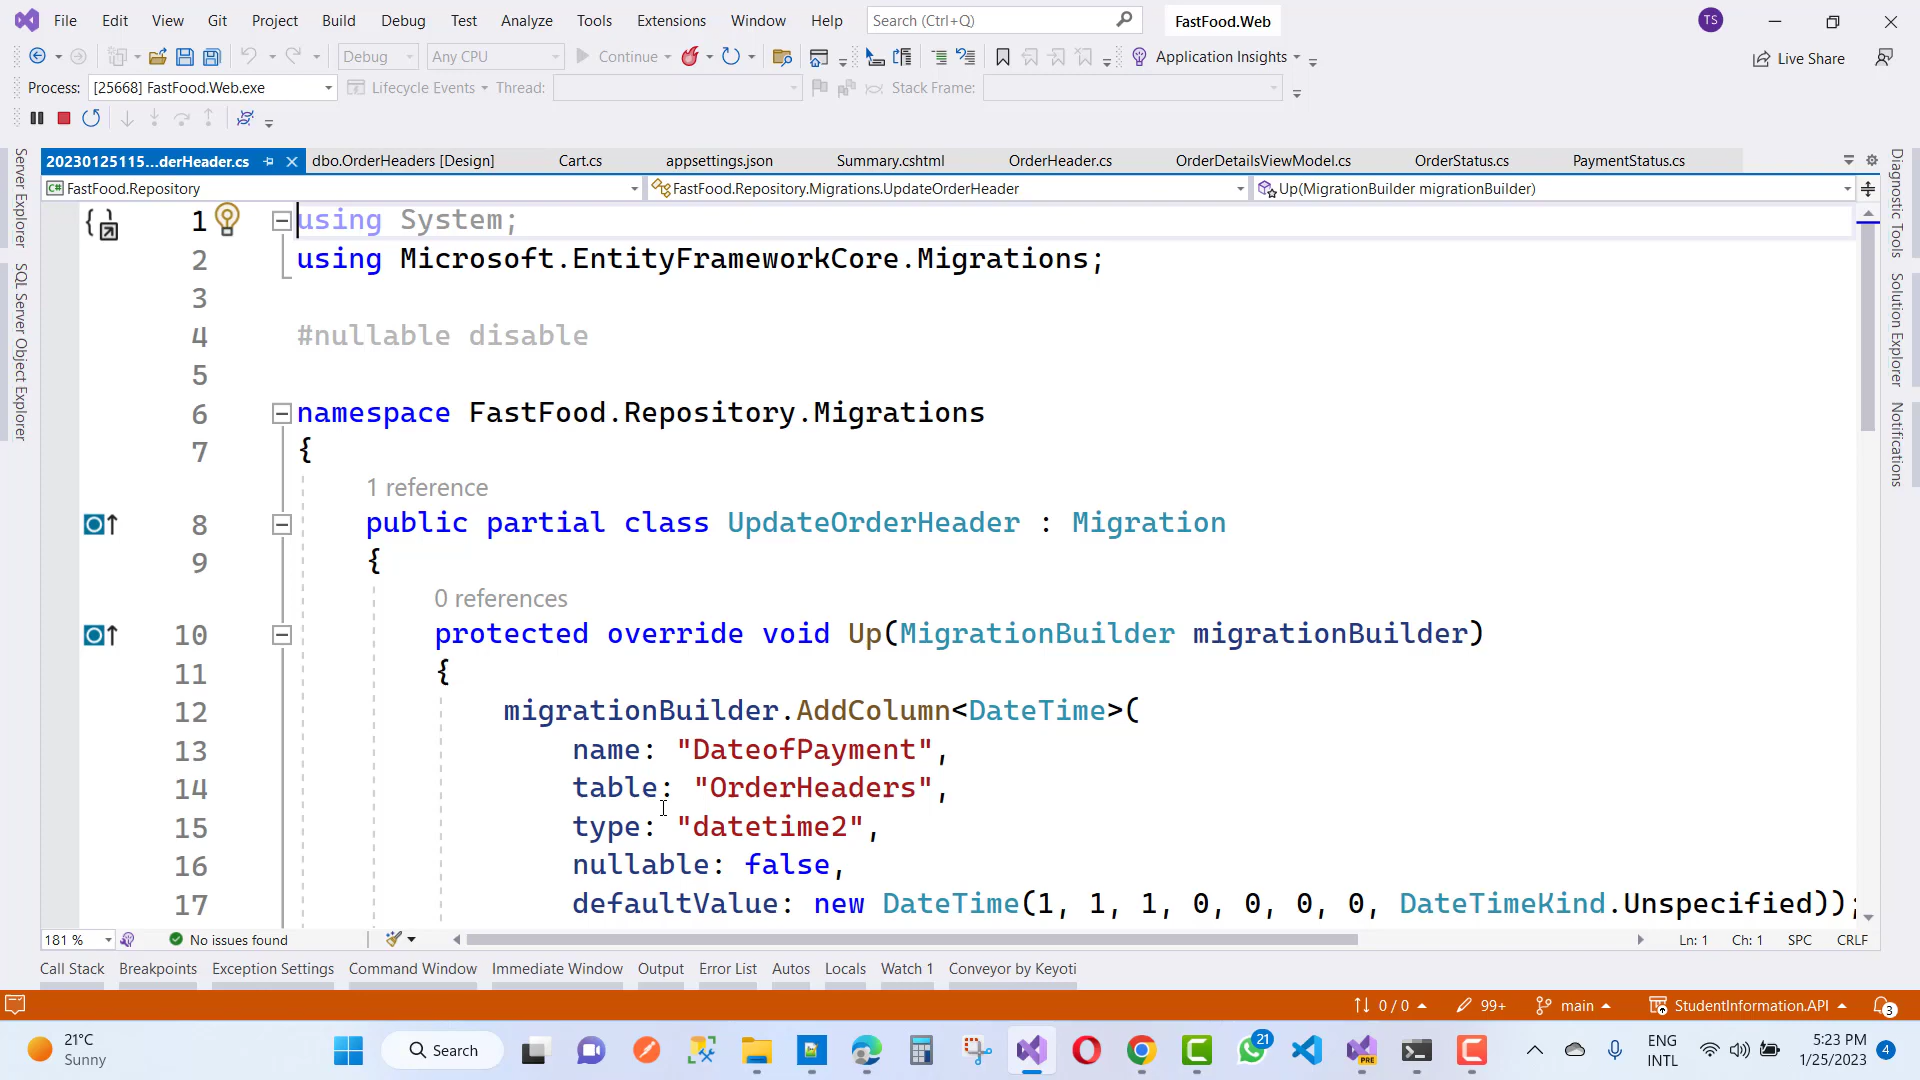 File Edit View Git Project Build Debug Test Analyze Tools Extensions Window Help Search (Ctrl+Q) FastFood.Web TS
Debug Any CPU Continue Application Insights Live Share
Process: [25668] FastFood.Web.exe Lifecycle Events Thread: Stack Frame:
20230125115...derHeader.cs dbo.OrderHeaders [Design] Cart.cs appsettings.json Summary.cshtml OrderHeader.cs OrderDetailsViewModel.cs OrderStatus.cs PaymentStatus.cs
FastFood.Repository FastFood.Repository.Migrations.UpdateOrderHeader Up(MigrationBuilder migrationBuilder)
Server Explorer
SQL Server Object Explorer
1 using System;
2 using Microsoft.EntityFrameworkCore.Migrations;
3
4 #nullable disable
5
6 namespace FastFood.Repository.Migrations
7 {
1 reference
8 public partial class UpdateOrderHeader : Migration
9 {
0 references
10 protected override void Up(MigrationBuilder migrationBuilder)
11 {
12 migrationBuilder.AddColumn<DateTime>(
13 name: "DateofPayment",
14 table: "OrderHeaders",
15 type: "datetime2",
16 nullable: false,
17 defaultValue: new DateTime(1, 1, 1, 0, 0, 0, 0, DateTimeKind.Unspecified));
Diagnostic Tools
Solution Explorer
Notifications
181 % No issues found Ln: 1 Ch: 1 SPC CRLF
Call Stack Breakpoints Exception Settings Command Window Immediate Window Output Error List Autos Locals Watch 1 Conveyor by Keyoti
0 / 0 99+ main StudentInformation.API 3
21°C
Sunny
Search
PRE
21
ENG
INTL
5:23 PM
1/25/2023
4